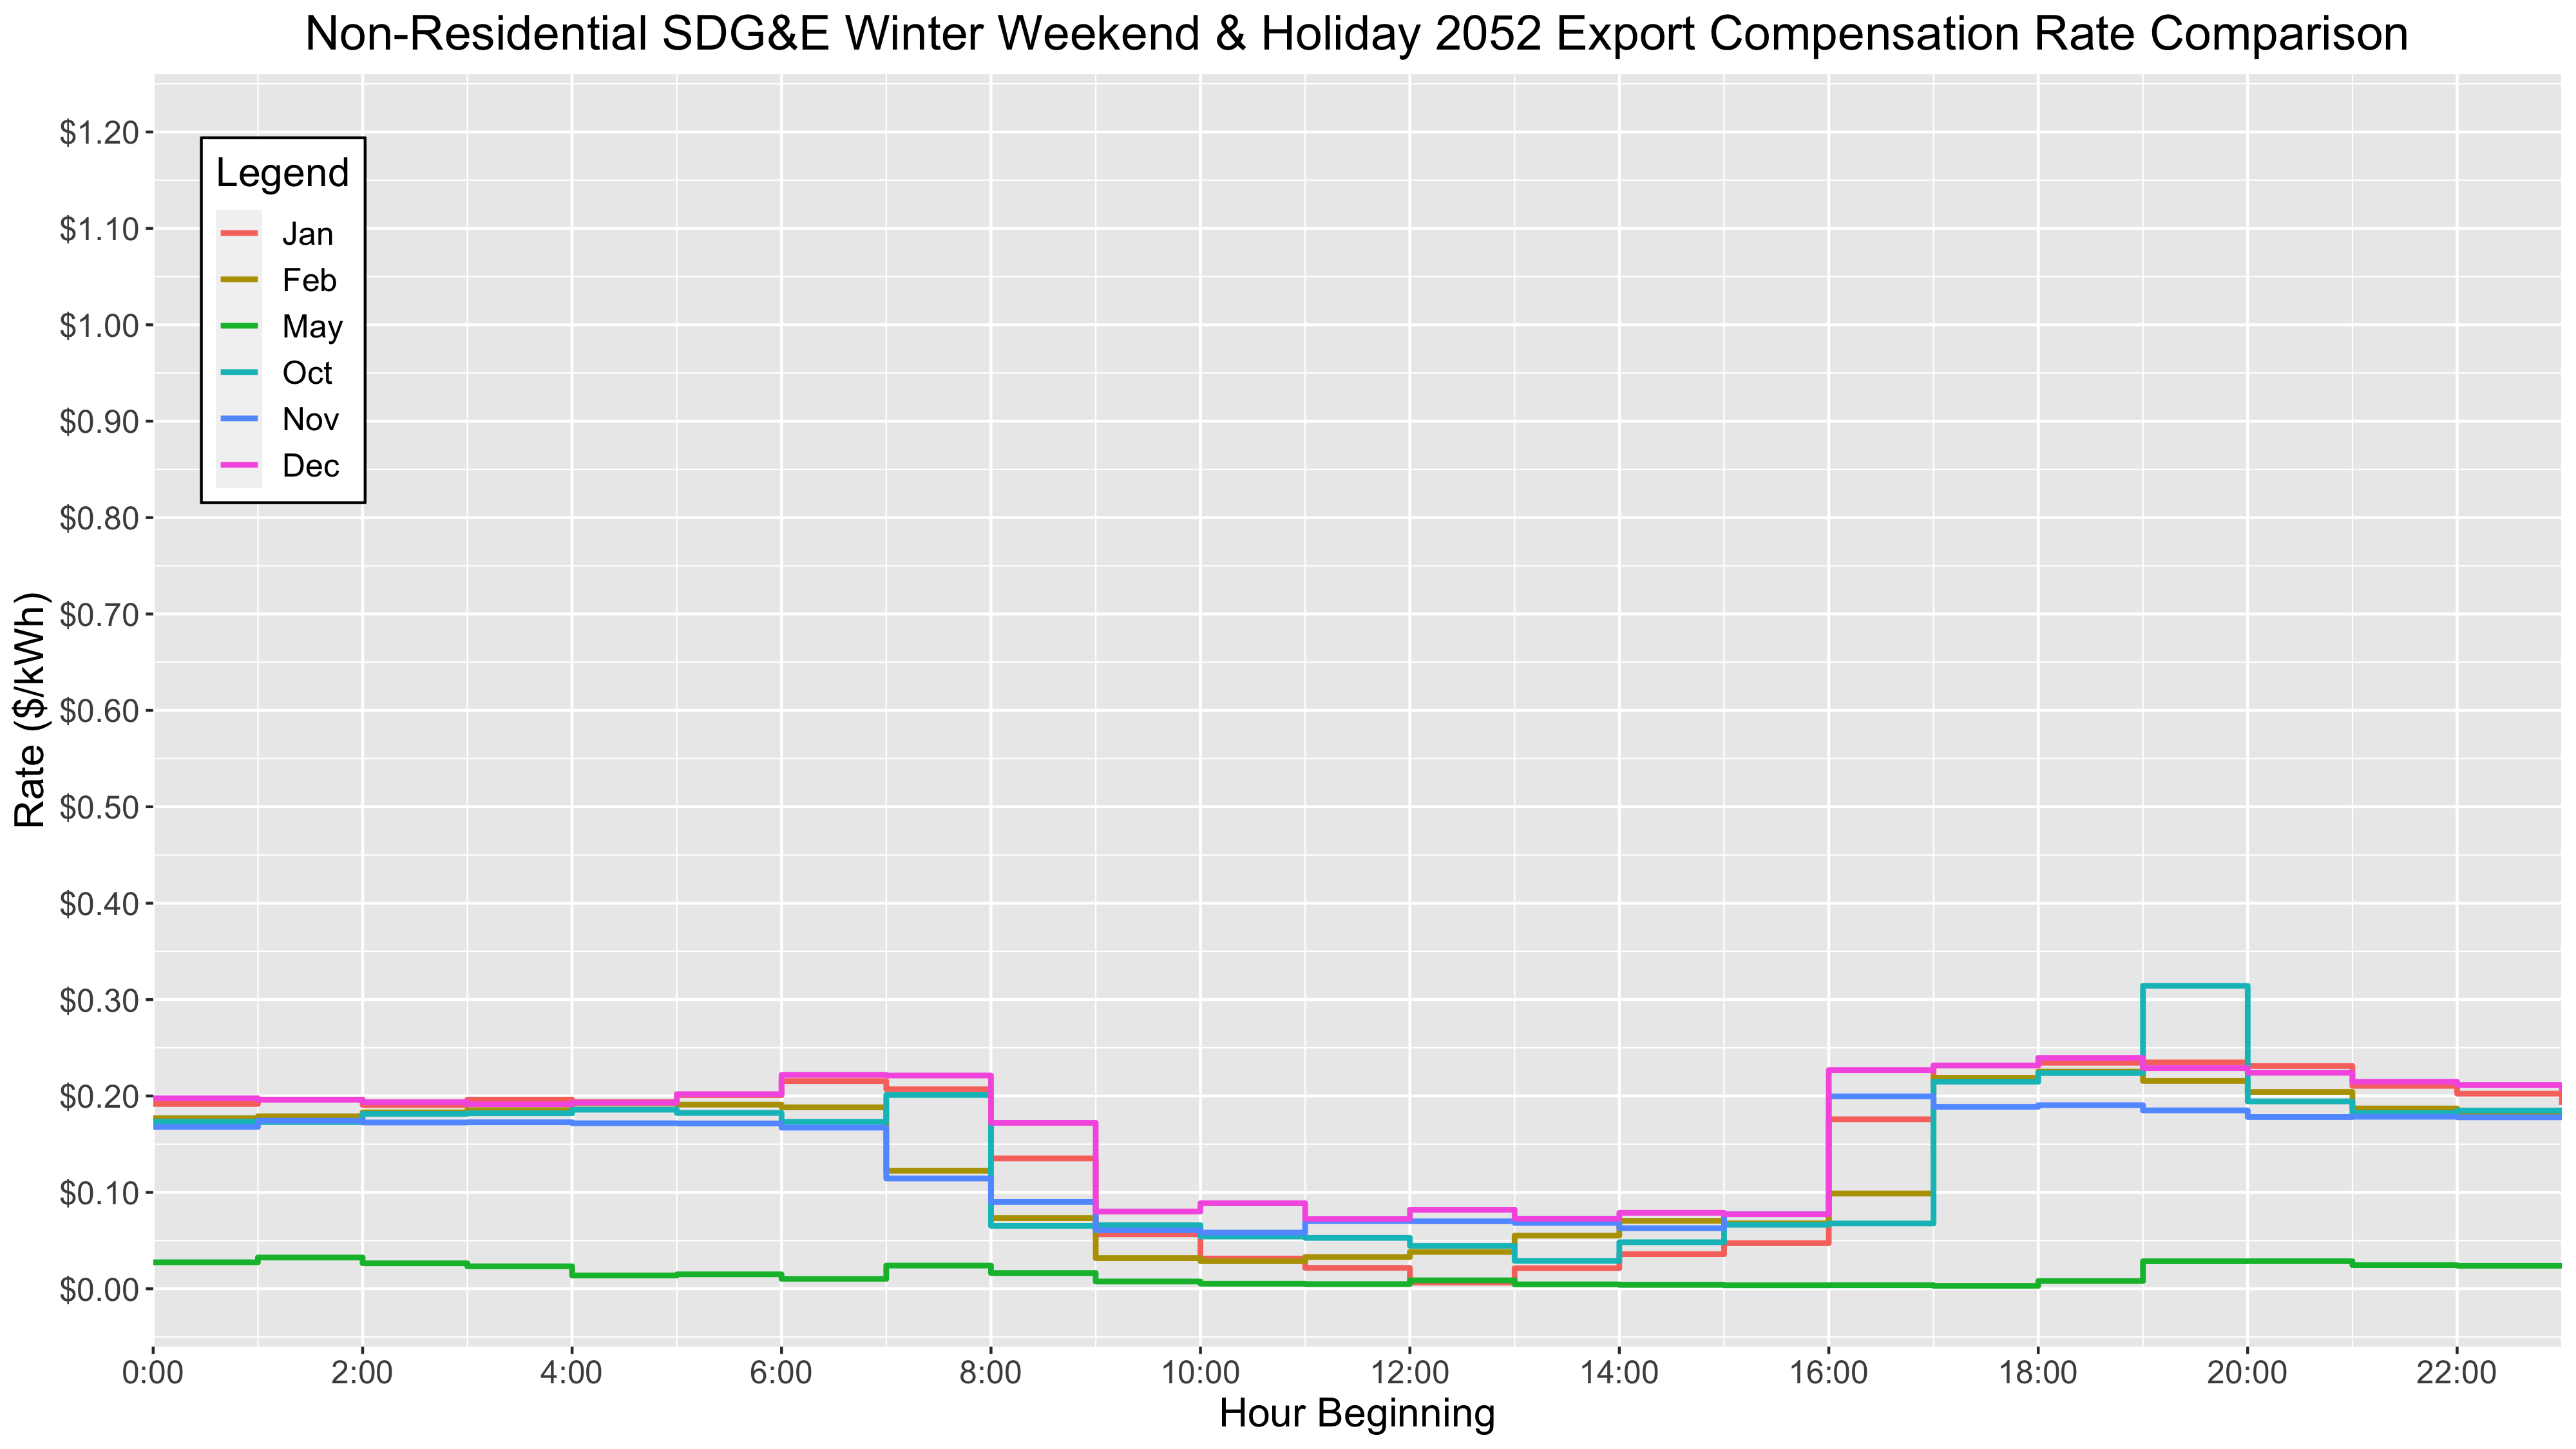 Non-Residential SDG&E Winter Weekend & Holiday 2052 Export Compensation Rate Comparison
$1.20
$1.10
$1.00
$0.90
$0.80
$0.70
$0.60
$0.50
$0.40
$0.30
$0.20
$0.10
$0.00
Rate ($/kWh)
Legend
Jan
Feb
May
Oct
Nov
Dec
0:00 2:00 4:00 6:00 8:00 10:00 12:00 14:00 16:00 18:00 20:00 22:00
Hour Beginning